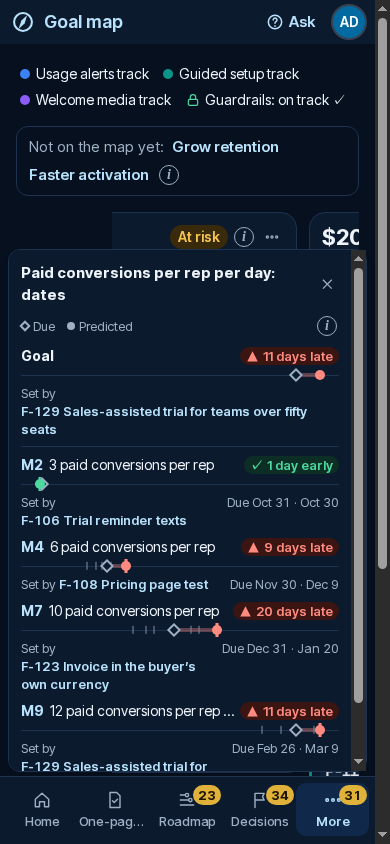 Goal map
Ask
AD
Usage alerts track
Guided setup track
Welcome media track
Guardrails: on track ✓
Not on the map yet: Grow retention
Faster activation i
At risk i ···
$20
Paid conversions per rep per day:
dates
×
Due
Predicted
i
Goal
▲ 11 days late
Set by
F-129 Sales-assisted trial for teams over fifty
seats
M2 3 paid conversions per rep
✓ 1 day early
Set by
Due Oct 31 · Oct 30
F-106 Trial reminder texts
M4 6 paid conversions per rep
▲ 9 days late
Set by F-108 Pricing page test
Due Nov 30 · Dec 9
M7 10 paid conversions per rep
▲ 20 days late
Set by
Due Dec 31 · Jan 20
F-123 Invoice in the buyer's
own currency
M9 12 paid conversions per rep ...
▲ 11 days late
Set by
Due Feb 26 · Mar 9
F-129 Sales-assisted trial for
23
34
31
Home
One-pag...
Roadmap
Decisions
More